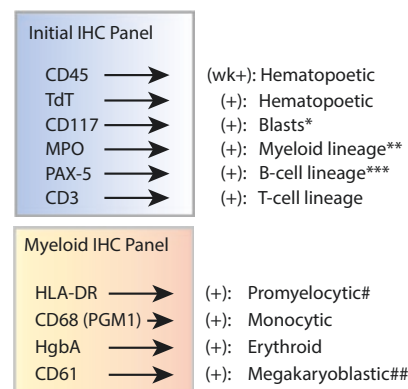 Initial IHC Panel
CD45 (wk+): Hematopoetic
TdT (+): Hematopoetic
CD117 (+): Blasts*
MPO (+): Myeloid lineage**
PAX-5 (+): B-cell lineage***
CD3 (+): T-cell lineage
Myeloid IHC Panel
HLA-DR (+): Promyelocytic#
CD68 (PGM1) (+): Monocytic
HgbA (+): Erythroid
CD61 (+): Megakaryoblastic##